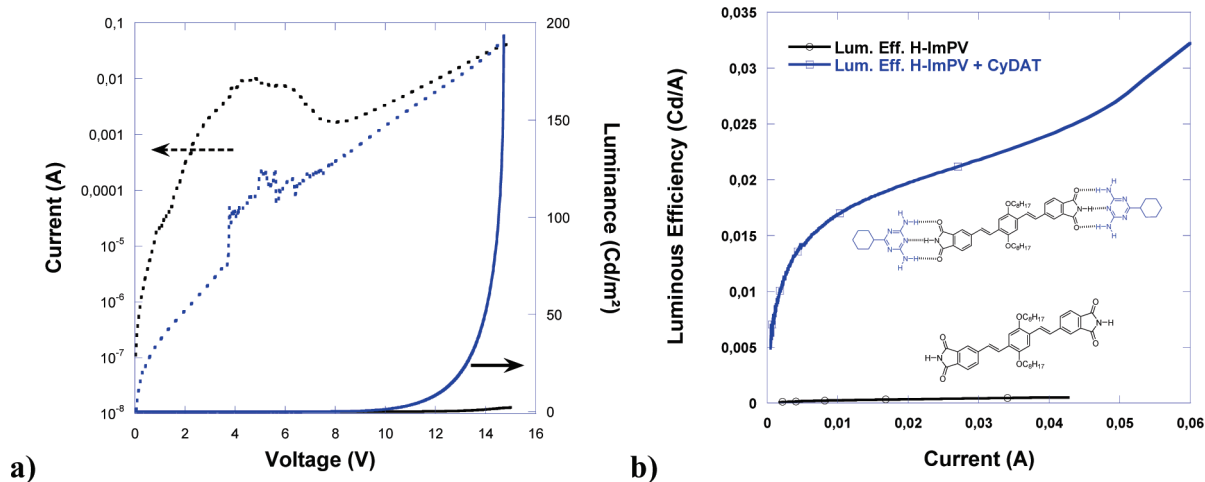 0,1
0,01
0,001
0,0001
10-5
10-6
10-7
10-8
Current (A)
0
2
4
6
8
10
12
14
16
Voltage (V)
200
150
100
50
0
Luminance (Cd/m²)
a)
0,035
0,03
0,025
0,02
0,015
0,01
0,005
0
Luminous Efficiency (Cd/A)
Lum. Eff. H-ImPV
Lum. Eff. H-ImPV + CyDAT
H
N-H
N
N
N
N-H
H
O
H-N
O
OC8H17
OC8H17
O
N-H
O
H
H-N
N
N
N
H-N
H
O
H-N
O
OC8H17
OC8H17
O
N-H
O
0
0,01
0,02
0,03
0,04
0,05
0,06
Current (A)
b)